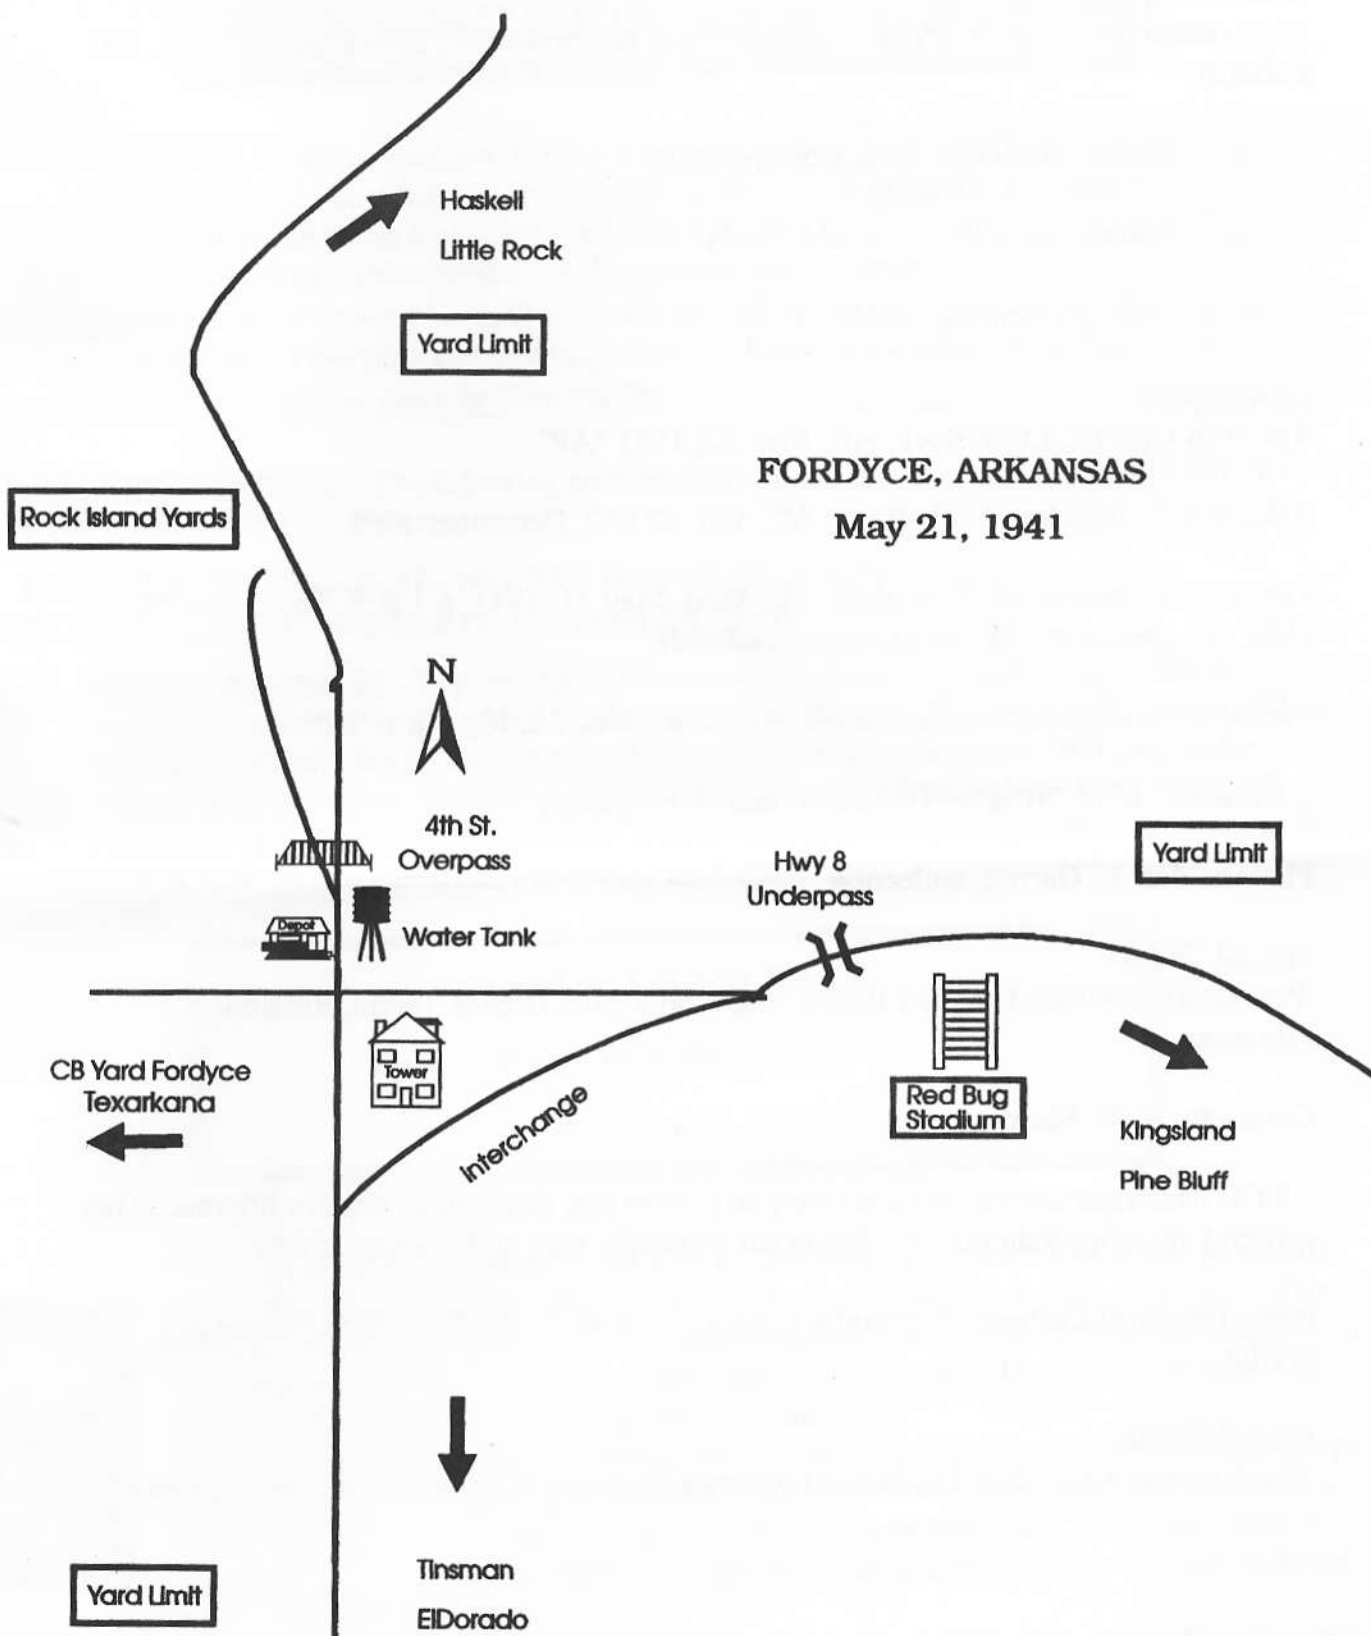 Haskell
Little Rock
Yard Limit
FORDYCE, ARKANSAS
May 21, 1941
Rock Island Yards
N
4th St.
Overpass
Hwy 8
Underpass
Yard Limit
Depot
Water Tank
CB Yard Fordyce
Texarkana
Tower
Interchange
Red Bug
Stadium
Kingsland
Pine Bluff
Tinsman
ElDorado
Yard Limit